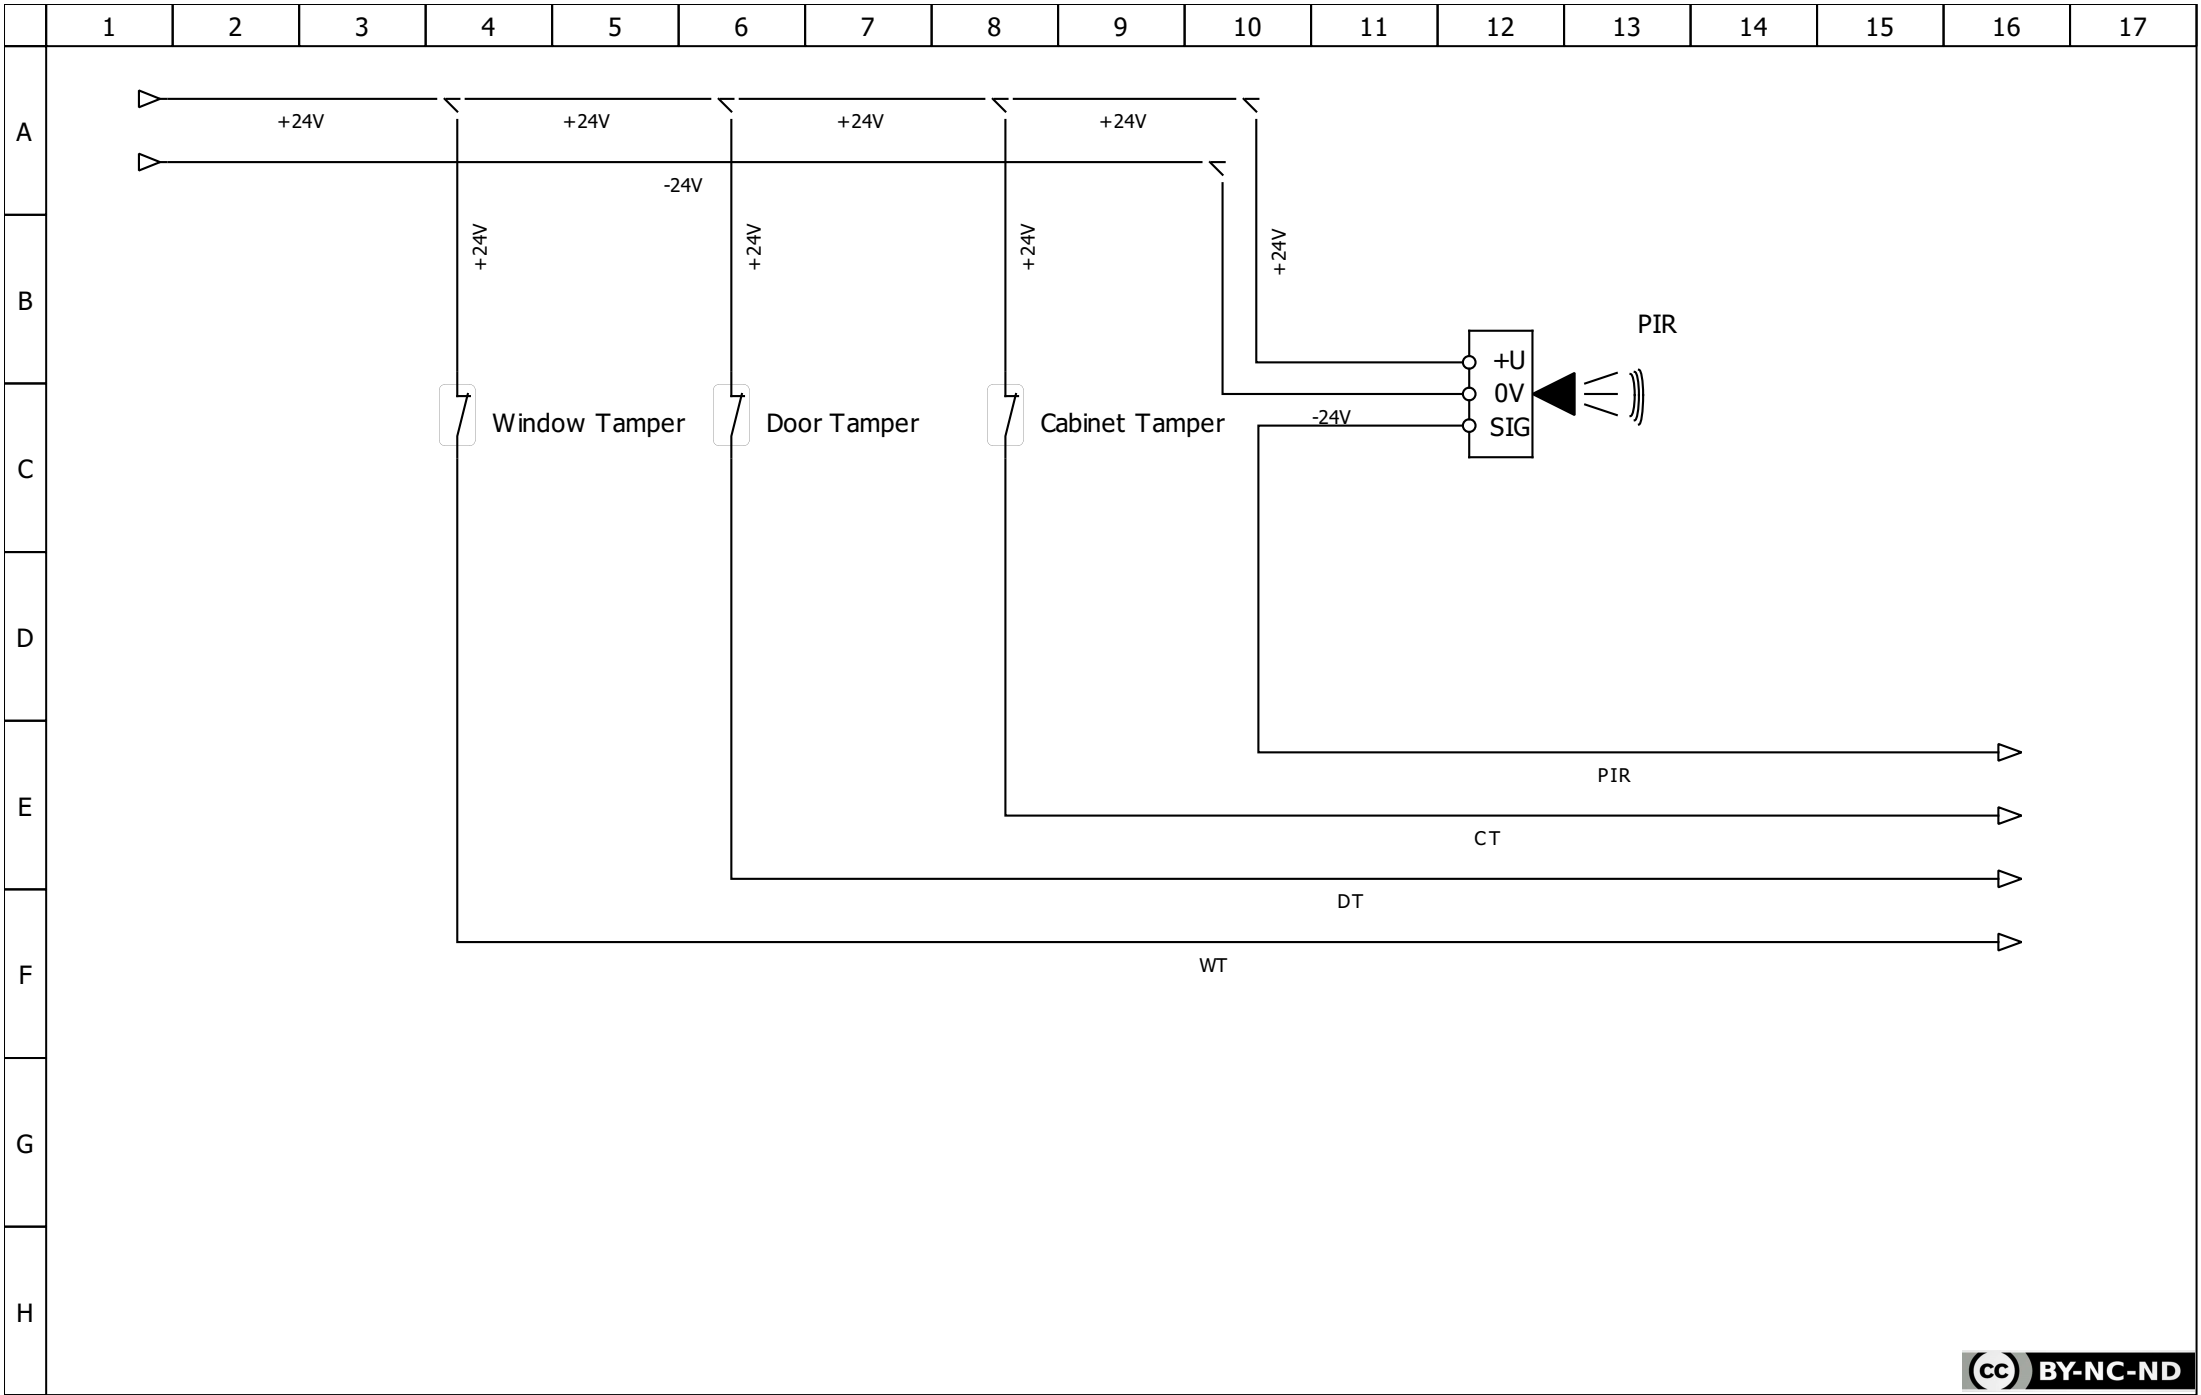 1 2 3 4 5 6 7 8 9 10 11 12 13 14 15 16 17
A
+24V +24V +24V +24V
-24V
B
+24V +24V +24V +24V
PIR
+U
0V
SIG
-24V
C
Window Tamper Door Tamper Cabinet Tamper
D
PIR
E
CT
DT
F
WT
G
H
CC BY-NC-ND